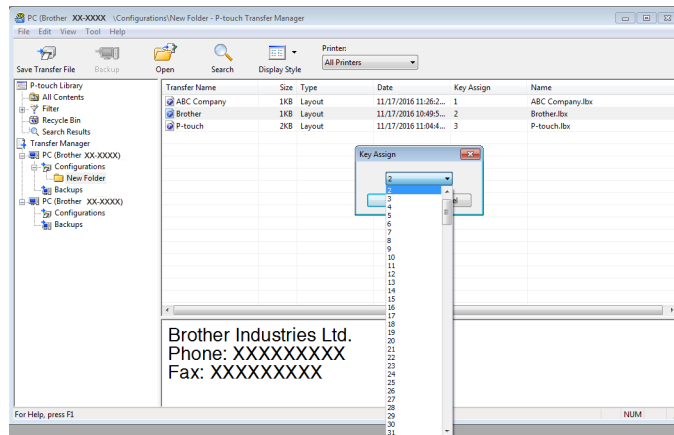 PC (Brother XX-XXXX \Configurations\New Folder - P-touch Transfer Manager
File Edit View Tool Help
Printer:
All Printers
Save Transfer File Backup Open Search Display Style
P-touch Library
All Contents
Filter
Recycle Bin
Search Results
Transfer Manager
PC (Brother XX-XXXX)
Configurations
New Folder
Backups
PC (Brother XX-XXXX)
Configurations
Backups
Transfer Name Size Type Date Key Assign Name
ABC Company 1KB Layout 11/17/2016 11:26:2... 1 ABC Company.lbx
Brother 1KB Layout 11/17/2016 10:49:5... 2 Brother.lbx
P-touch 2KB Layout 11/17/2016 11:04:4... 3 P-touch.lbx
Key Assign
2
2
3
4
5
6
7
8
9
10
11
12
13
14
15
16
17
18
19
20
21
22
23
24
25
26
27
28
29
30
31
Brother Industries Ltd.
Phone: XXXXXXXXX
Fax: XXXXXXXXX
For Help, press F1
NUM